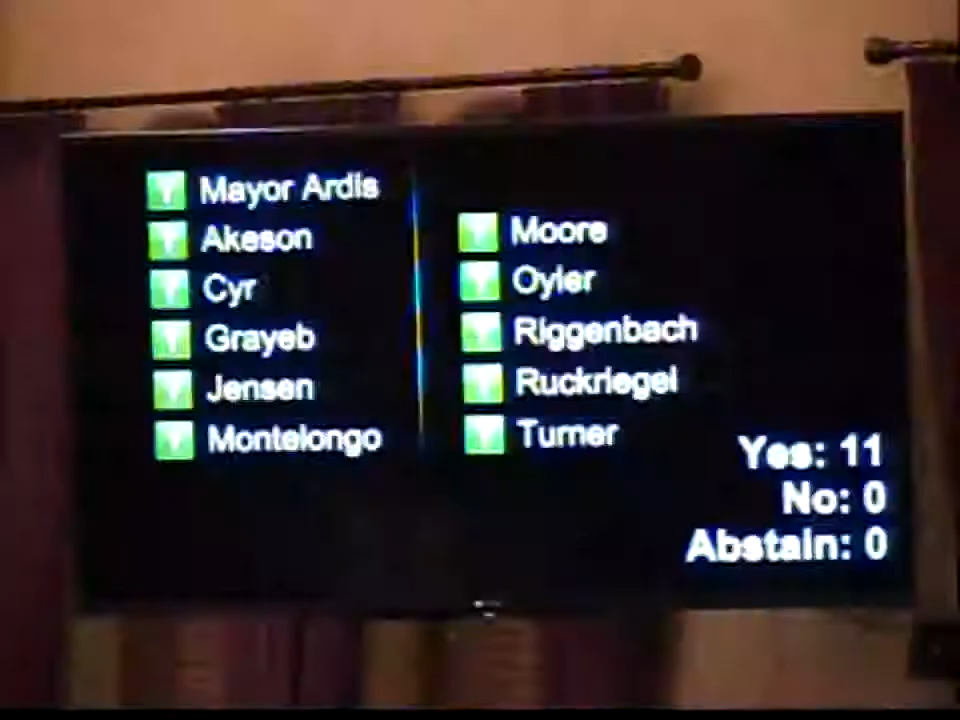 Y Mayor Ardis
Y Akeson
Y Cyr
Y Grayeb
Y Jensen
Y Montelongo
Y Moore
Y Oyler
Y Riggenbach
Y Ruckriegel
Y Turner
Yes: 11
No: 0
Abstain: 0